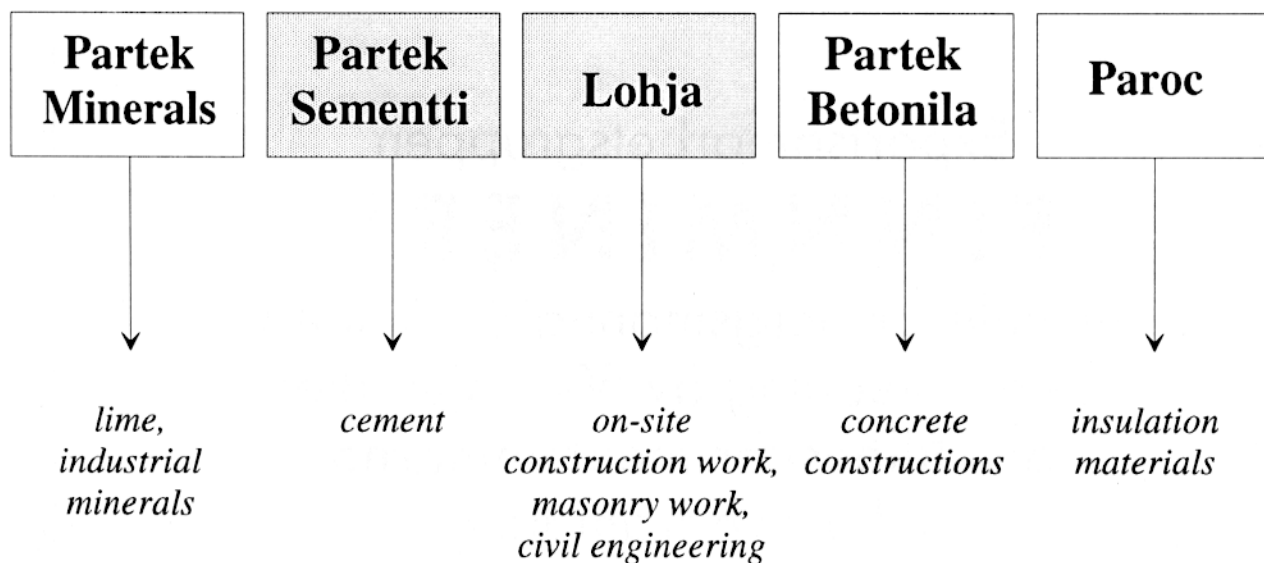 Partek
Minerals
Partek
Sementti
Lohja
Partek
Betonila
Paroc
lime,
industrial
minerals
cement
on-site
construction work,
masonry work,
civil engineering
concrete
constructions
insulation
materials